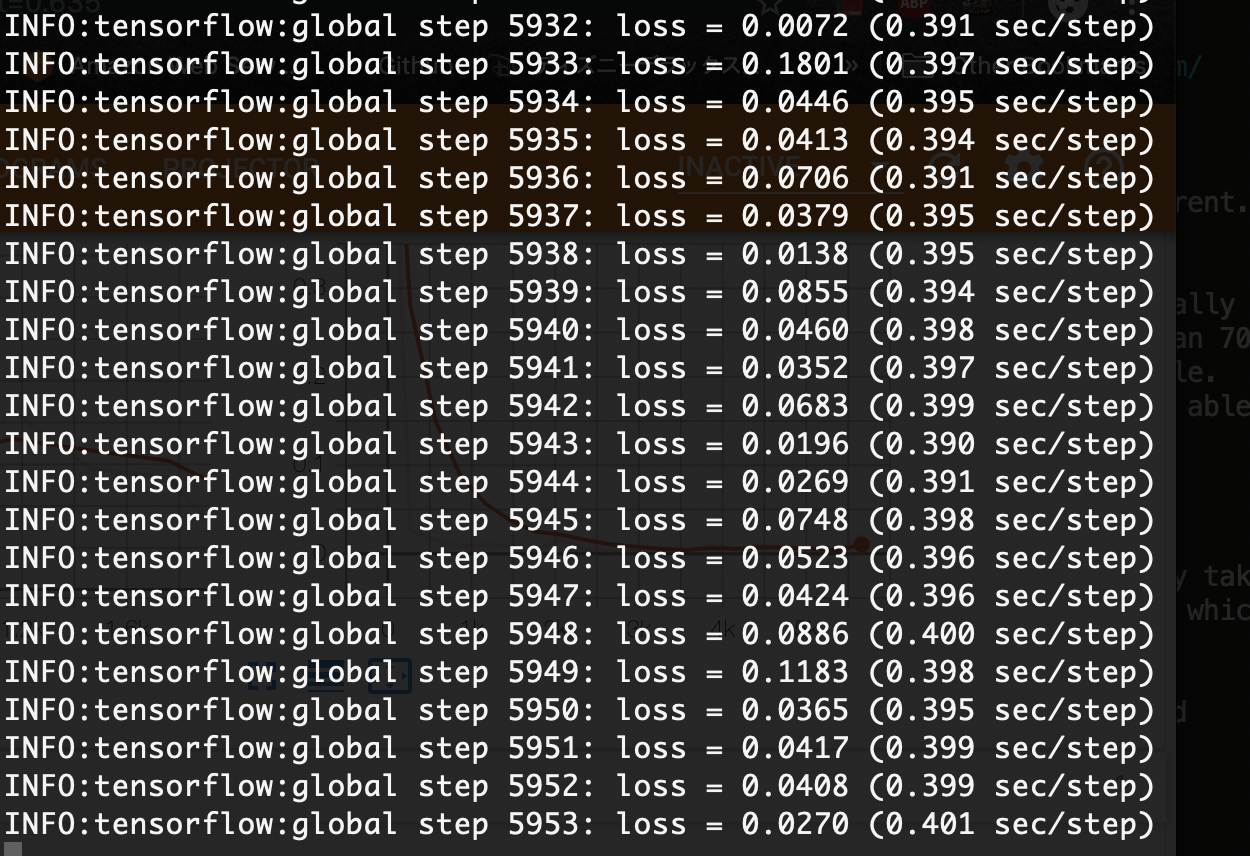 INFO:tensorflow:global step 5932: loss = 0.0072 (0.391 sec/step)
INFO:tensorflow:global step 5933: loss = 0.1801 (0.397 sec/step)
INFO:tensorflow:global step 5934: loss = 0.0446 (0.395 sec/step)
INFO:tensorflow:global step 5935: loss = 0.0413 (0.394 sec/step)
INFO:tensorflow:global step 5936: loss = 0.0706 (0.391 sec/step)
INFO:tensorflow:global step 5937: loss = 0.0379 (0.395 sec/step)
INFO:tensorflow:global step 5938: loss = 0.0138 (0.395 sec/step)
INFO:tensorflow:global step 5939: loss = 0.0855 (0.394 sec/step)
INFO:tensorflow:global step 5940: loss = 0.0460 (0.398 sec/step)
INFO:tensorflow:global step 5941: loss = 0.0352 (0.397 sec/step)
INFO:tensorflow:global step 5942: loss = 0.0683 (0.399 sec/step)
INFO:tensorflow:global step 5943: loss = 0.0196 (0.390 sec/step)
INFO:tensorflow:global step 5944: loss = 0.0269 (0.391 sec/step)
INFO:tensorflow:global step 5945: loss = 0.0748 (0.398 sec/step)
INFO:tensorflow:global step 5946: loss = 0.0523 (0.396 sec/step)
INFO:tensorflow:global step 5947: loss = 0.0424 (0.396 sec/step)
INFO:tensorflow:global step 5948: loss = 0.0886 (0.400 sec/step)
INFO:tensorflow:global step 5949: loss = 0.1183 (0.398 sec/step)
INFO:tensorflow:global step 5950: loss = 0.0365 (0.395 sec/step)
INFO:tensorflow:global step 5951: loss = 0.0417 (0.399 sec/step)
INFO:tensorflow:global step 5952: loss = 0.0408 (0.399 sec/step)
INFO:tensorflow:global step 5953: loss = 0.0270 (0.401 sec/step)
PROJECTOR
INACTIVE
able